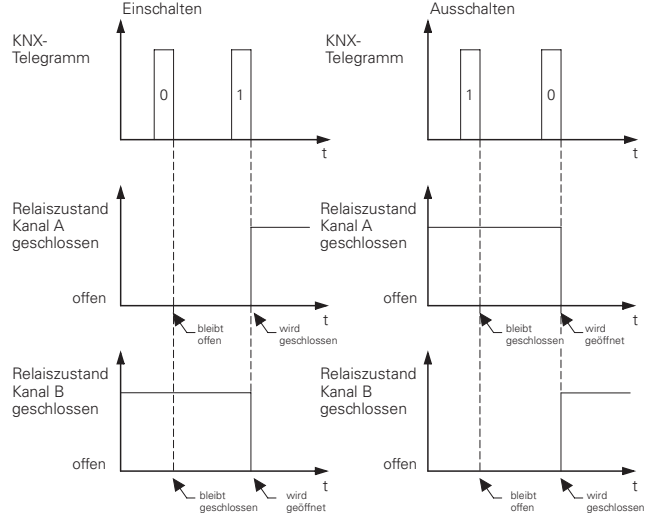 Einschalten
KNX-
Telegramm
0
1
t
Relaiszustand
Kanal A
geschlossen
offen
t
bleibt
offen
wird
geschlossen
Relaiszustand
Kanal B
geschlossen
offen
t
bleibt
geschlossen
wird
geöffnet
Ausschalten
KNX-
Telegramm
1
0
t
Relaiszustand
Kanal A
geschlossen
offen
t
bleibt
geschlossen
wird
geöffnet
Relaiszustand
Kanal B
geschlossen
offen
t
bleibt
offen
wird
geschlossen